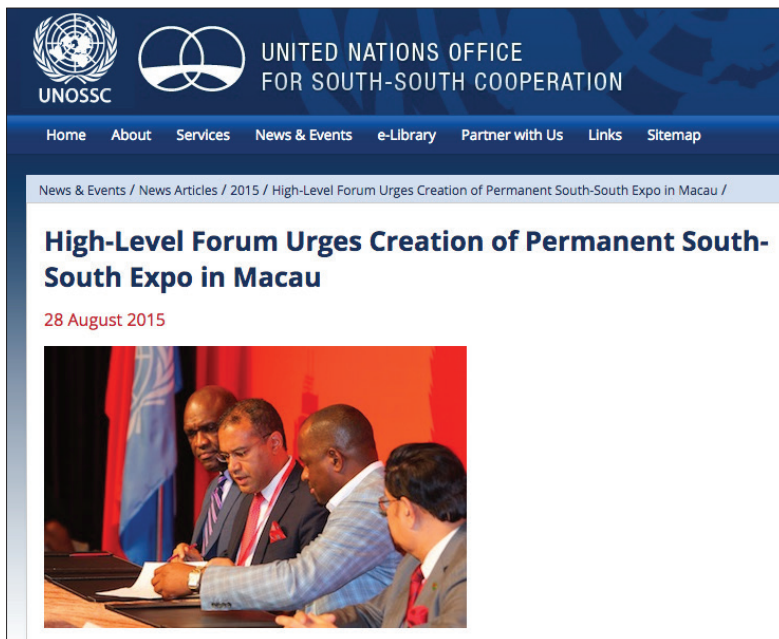 UNOSSC
UNITED NATIONS OFFICE
FOR SOUTH-SOUTH COOPERATION
Home About Services News & Events e-Library Partner with Us Links Sitemap
News & Events / News Articles / 2015 / High-Level Forum Urges Creation of Permanent South-South Expo in Macau /
High-Level Forum Urges Creation of Permanent South-
South Expo in Macau
28 August 2015